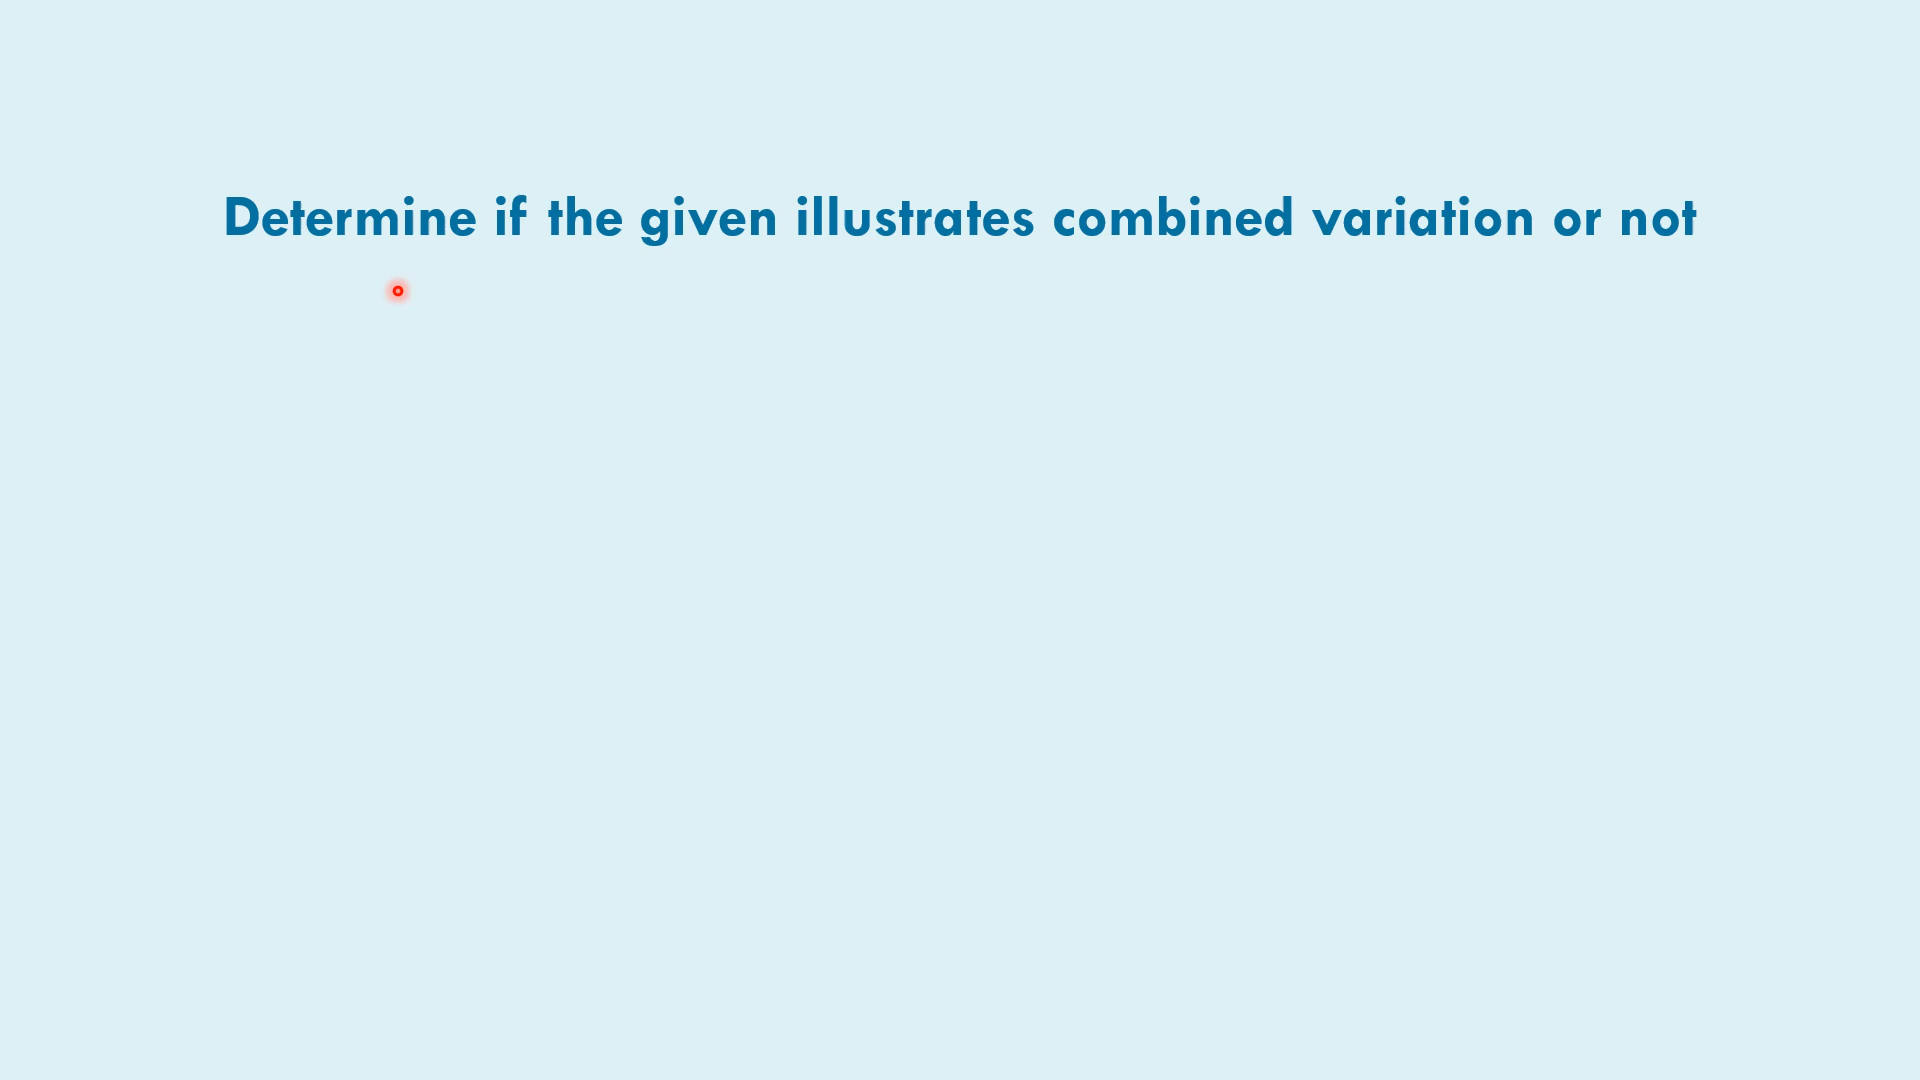 Determine if the given illustrates combined variation or not